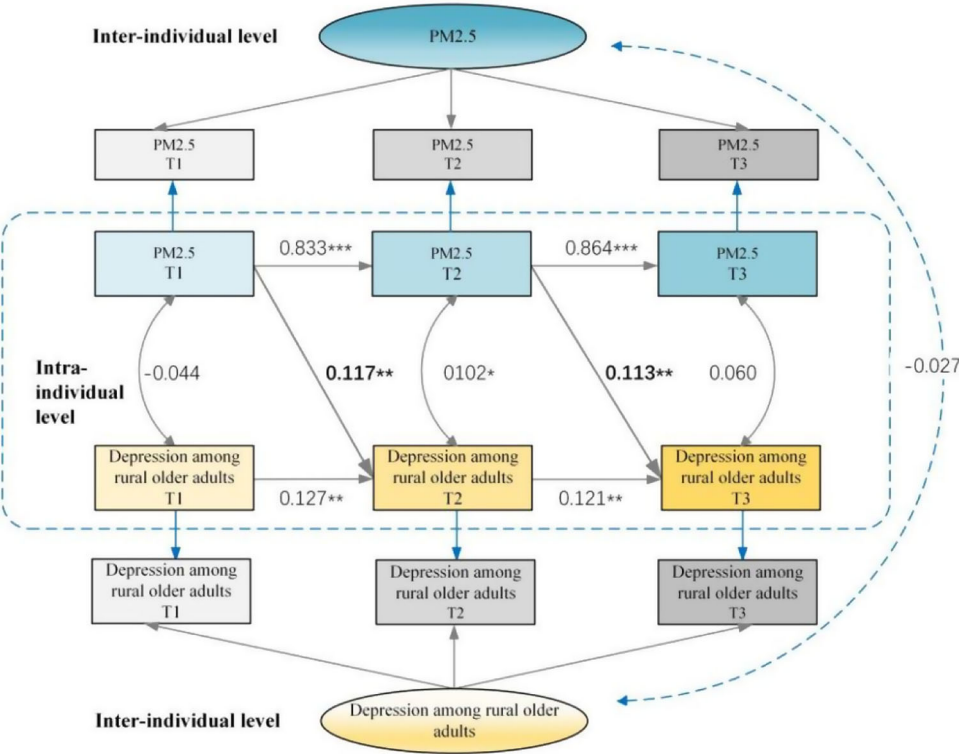 Inter-individual level
PM2.5
PM2.5
T1
PM2.5
T2
PM2.5
T3
PM2.5
T1
0.833***
PM2.5
T2
0.864***
PM2.5
T3
Intra-
individual
level
-0.044
0.117**
0102*
0.113**
0.060
-0.027
Depression among
rural older adults
T1
0.127**
Depression among
rural older adults
T2
0.121**
Depression among
rural older adults
T3
Depression among
rural older adults
T1
Depression among
rural older adults
T2
Depression among
rural older adults
T3
Inter-individual level
Depression among rural older
adults